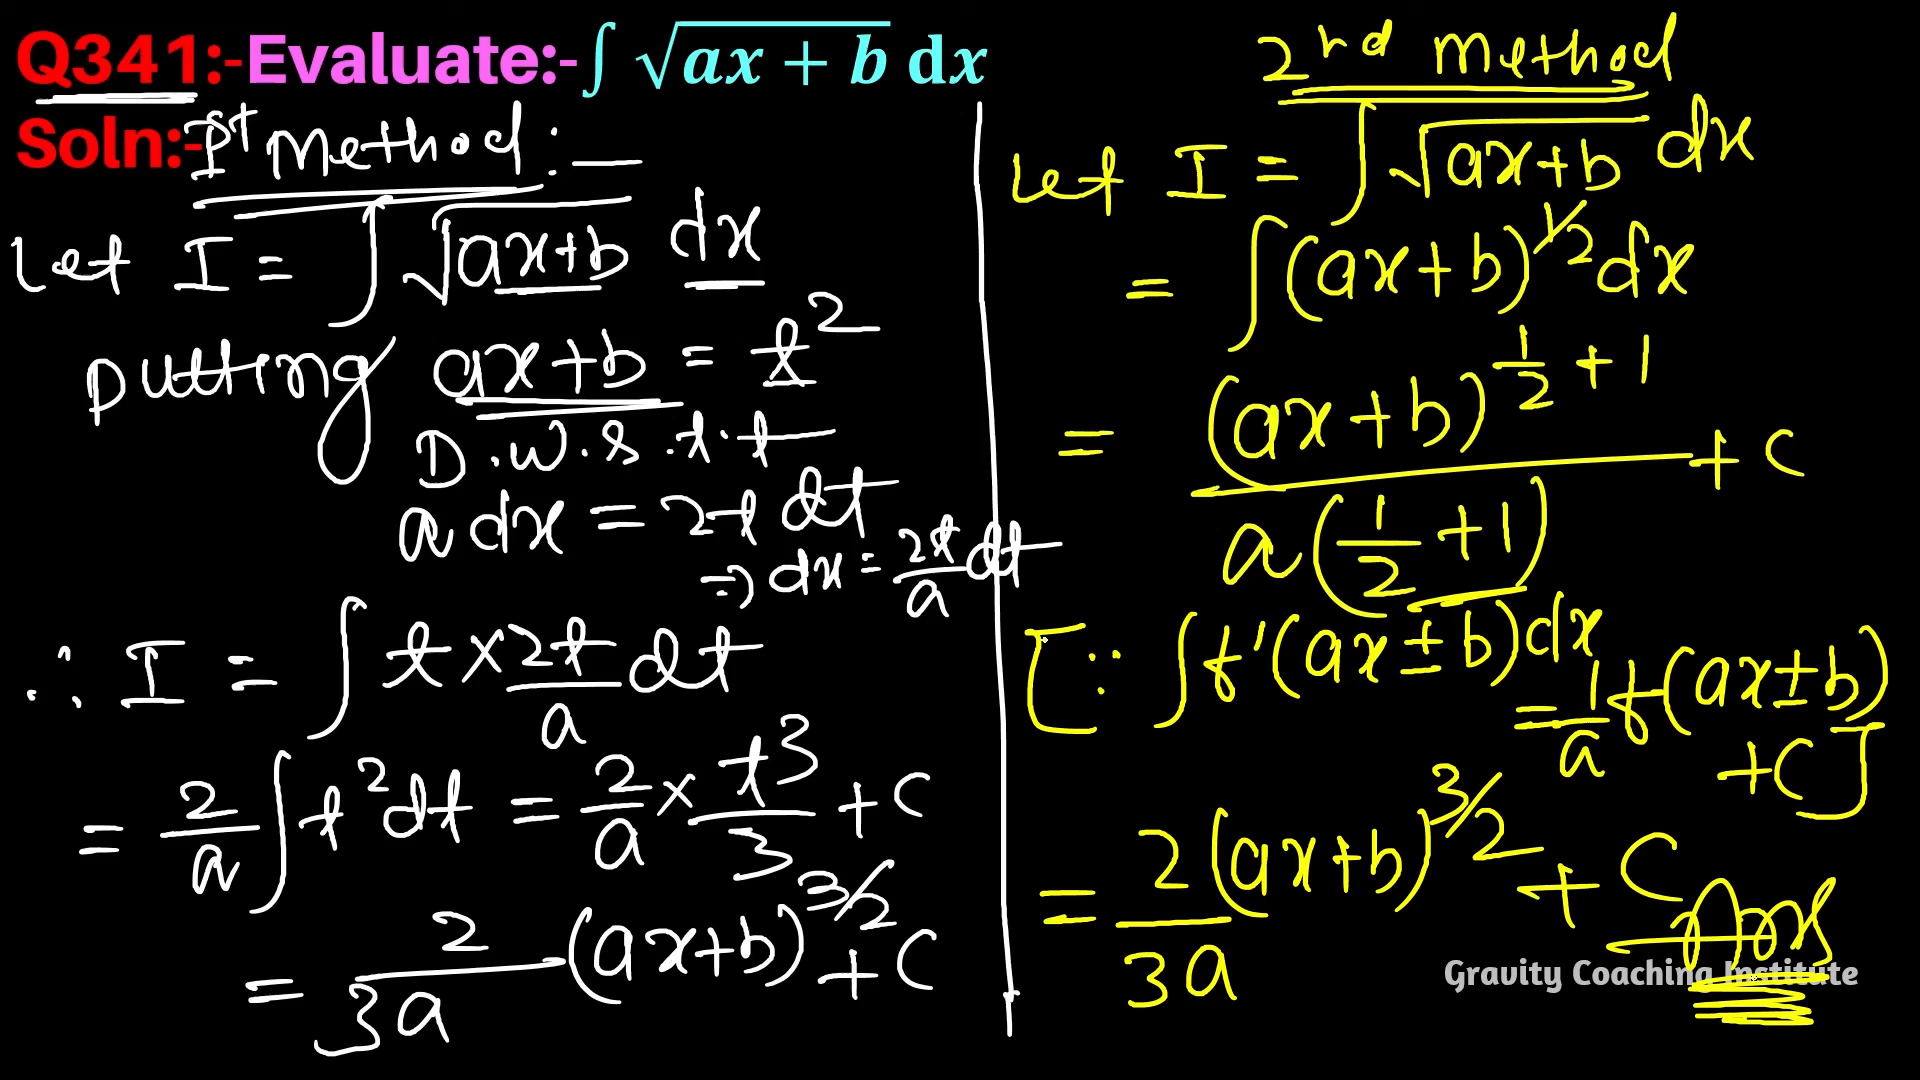 Q341:-Evaluate:-∫ √(ax + b) dx
Soln:- Ist Method :—
Let I = ∫ √(ax+b) dx
putting ax+b = t²
D.w.r.t.t
a dx = 2t dt
⇒ dx = 2t/a dt
∴ I = ∫ t × 2t/a dt
= 2/a ∫ t² dt = 2/a × t³/3 + c
= 2/3a (ax+b)^3/2 + c
2nd Method
Let I = ∫ √(ax+b) dx
= ∫ (ax+b)^1/2 dx
= (ax+b)^(1/2 + 1) / a(1/2 + 1) + c
[∵ ∫ f'(ax±b) dx
= 1/a f(ax±b)
+ C]
= 2(ax+b)^3/2 / 3a + C Ans
Gravity Coaching Institute